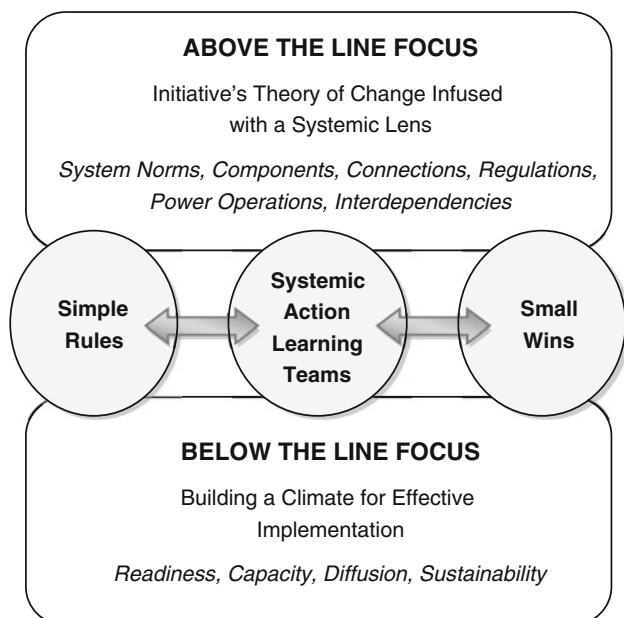 ABOVE THE LINE FOCUS
Initiative's Theory of Change Infused
with a Systemic Lens
System Norms, Components, Connections, Regulations,
Power Operations, Interdependencies
Simple
Rules
Systemic
Action
Learning
Teams
Small
Wins
BELOW THE LINE FOCUS
Building a Climate for Effective
Implementation
Readiness, Capacity, Diffusion, Sustainability